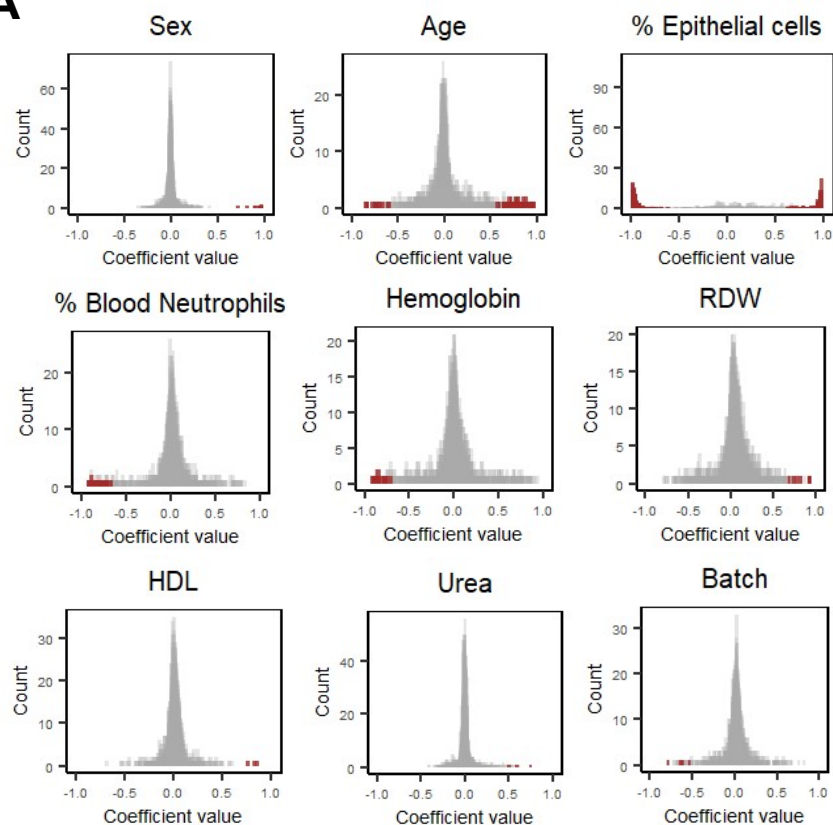 A
Sex Age % Epithelial cells
60 20 90
40 10 60
20 0 30
0 0
Count Count Count
-1.0 -0.5 0.0 0.5 1.0 -1.0 -0.5 0.0 0.5 1.0 -1.0 -0.5 0.0 0.5 1.0
Coefficient value Coefficient value Coefficient value
% Blood Neutrophils Hemoglobin RDW
20 20 20
10 15 15
0 10 10
5 5
0 0
Count Count Count
-1.0 -0.5 0.0 0.5 1.0 -1.0 -0.5 0.0 0.5 1.0 -1.0 -0.5 0.0 0.5 1.0
Coefficient value Coefficient value Coefficient value
HDL Urea Batch
30 40 30
20 20 20
10 0 10
0 0
Count Count Count
-1.0 -0.5 0.0 0.5 1.0 -1.0 -0.5 0.0 0.5 1.0 -1.0 -0.5 0.0 0.5 1.0
Coefficient value Coefficient value Coefficient value